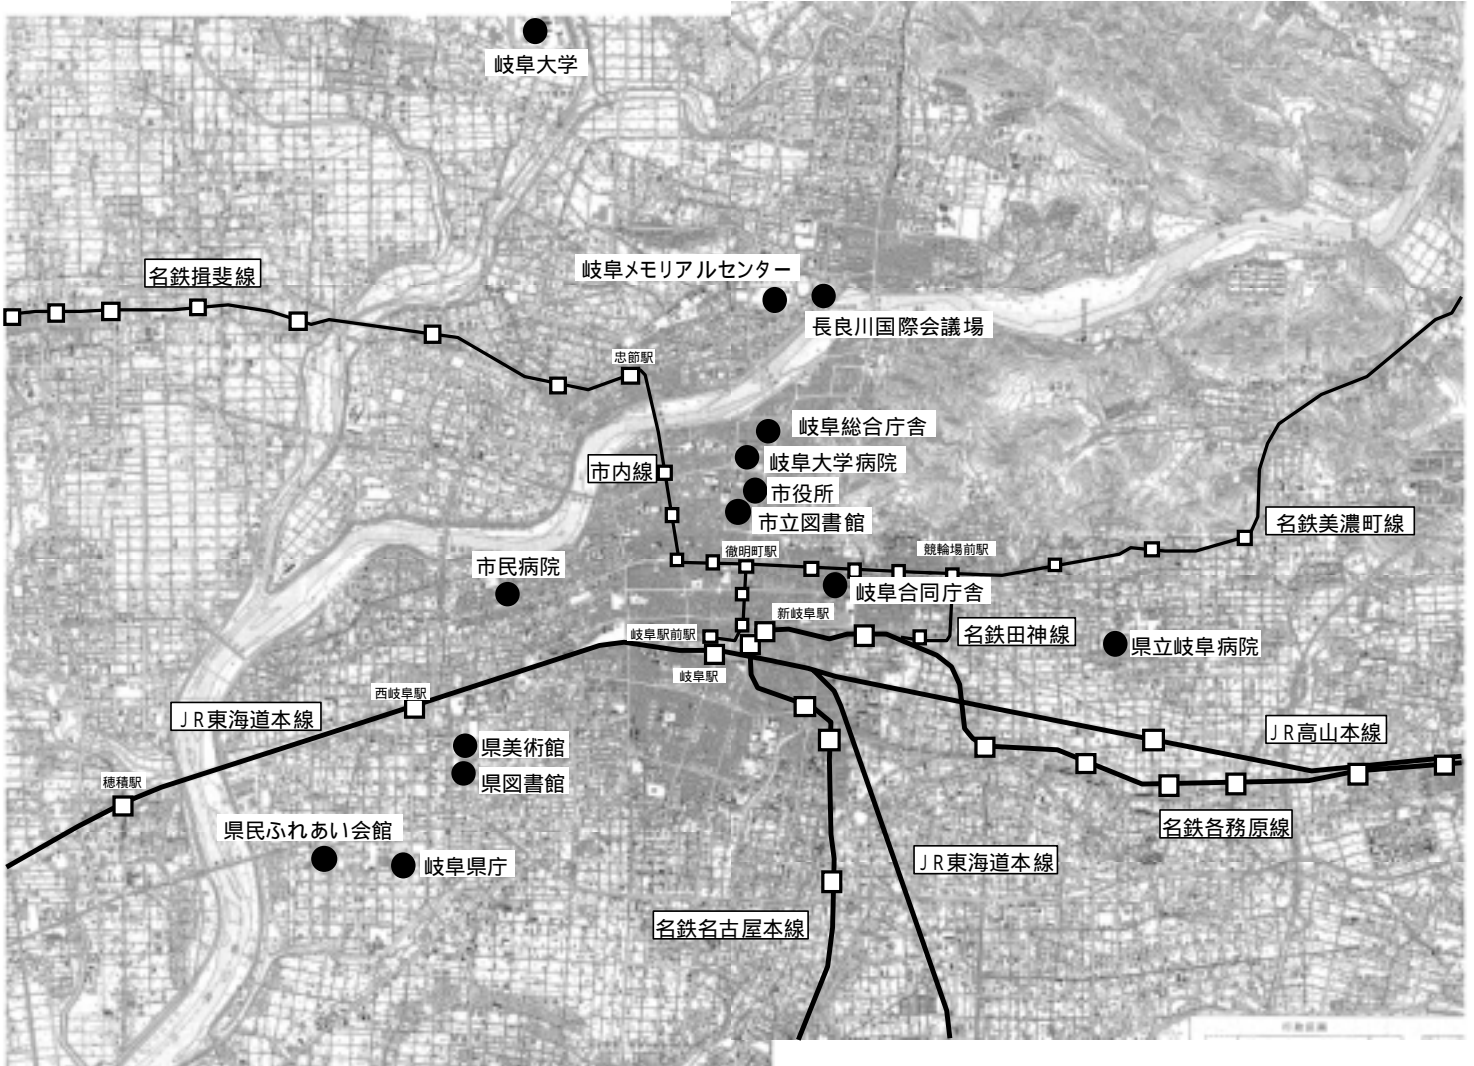 岐阜大学
名鉄揖斐線
岐阜メモリアルセンター
長良川国際会議場
忠節駅
岐阜総合庁舎
市内線
岐阜大学病院
市役所
市立図書館
名鉄美濃町線
徹明町駅
競輪場前駅
市民病院
岐阜合同庁舎
新岐阜駅
岐阜駅前駅
名鉄田神線
県立岐阜病院
岐阜駅
西岐阜駅
JR東海道本線
JR高山本線
県美術館
県図書館
穂積駅
名鉄各務原線
県民ふれあい会館
岐阜県庁
JR東海道本線
名鉄名古屋本線